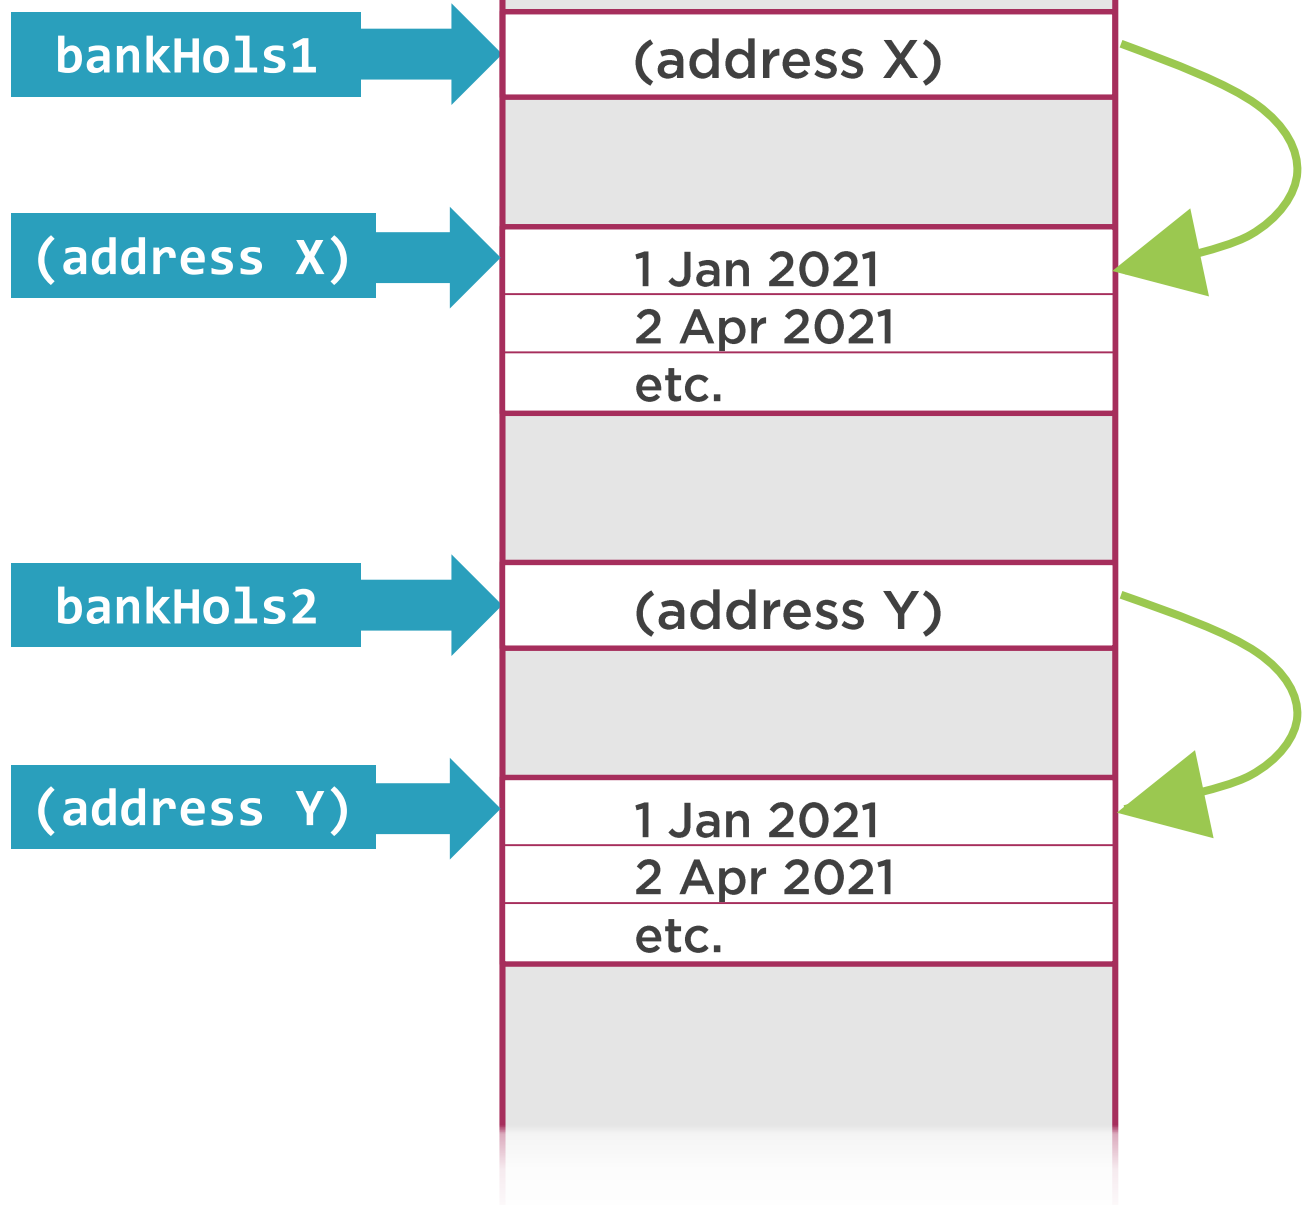 bankHols1
(address X)
(address X)
1 Jan 2021
2 Apr 2021
etc.
bankHols2
(address Y)
(address Y)
1 Jan 2021
2 Apr 2021
etc.